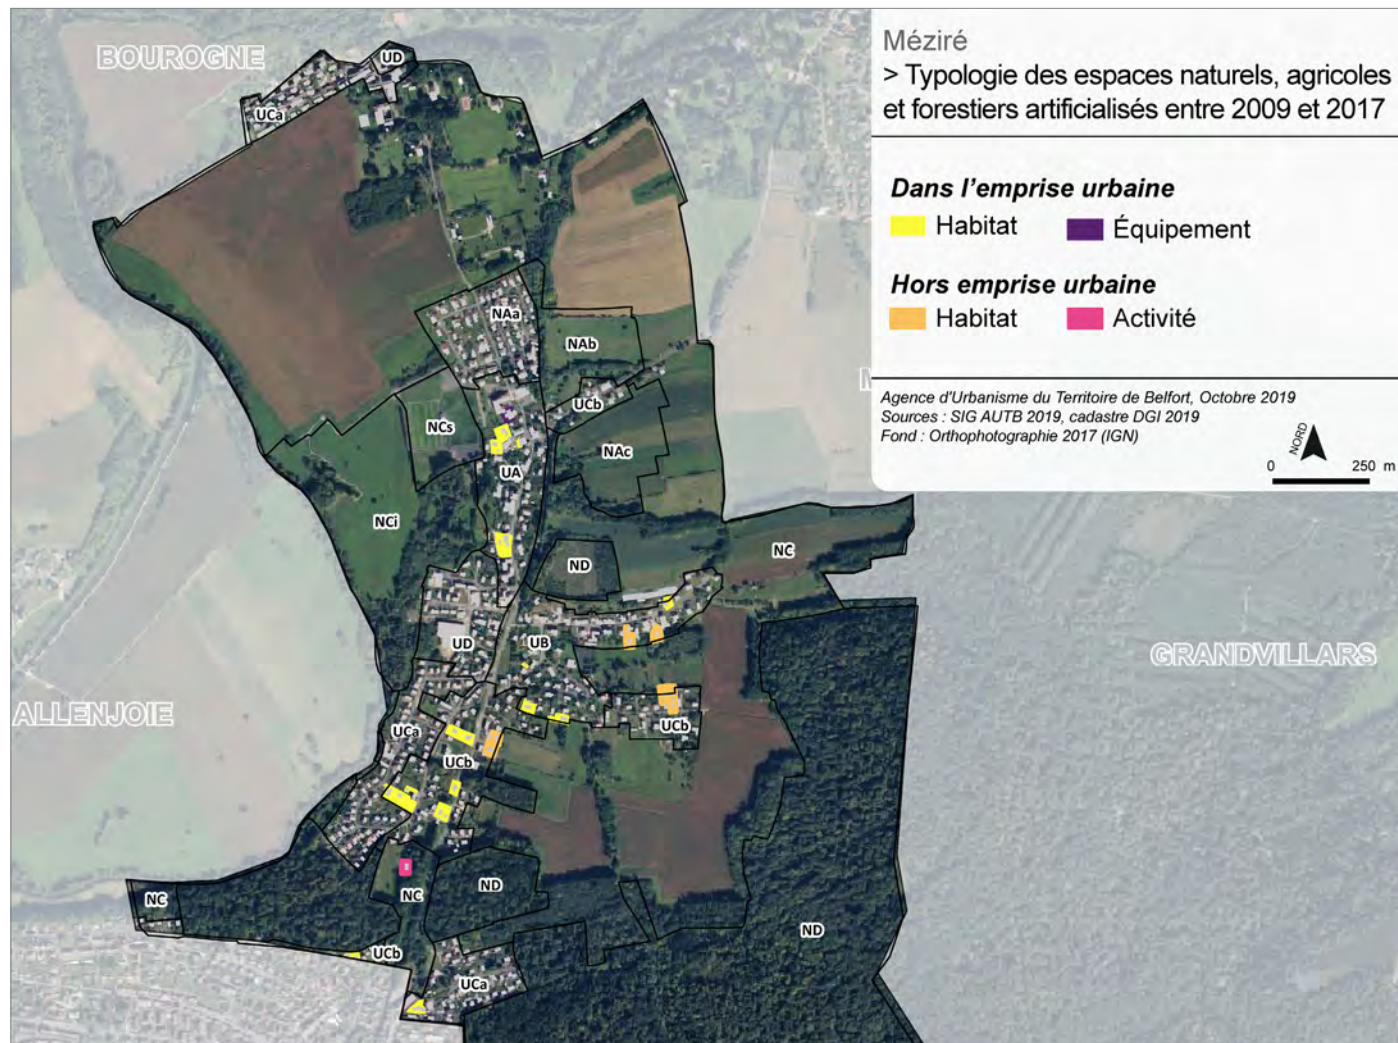 Méziré
> Typologie des espaces naturels, agricoles
et forestiers artificialisés entre 2009 et 2017
Dans l'emprise urbaine
Habitat
Équipement
Hors emprise urbaine
Habitat
Activité
Agence d'Urbanisme du Territoire de Belfort, Octobre 2019
Sources : SIG AUTB 2019, cadastre DGI 2019
Fond : Orthophotographie 2017 (IGN)
NORD
0 250 m
BOUROGNE
UD
UCa
NAa
NAb
UCb
NCs
NAc
UA
NCi
NC
ND
UD
UB
GRANDVILLARS
ALLENJOIE
UCa
UCb
UCb
NC
ND
NC
ND
UCb
UCa